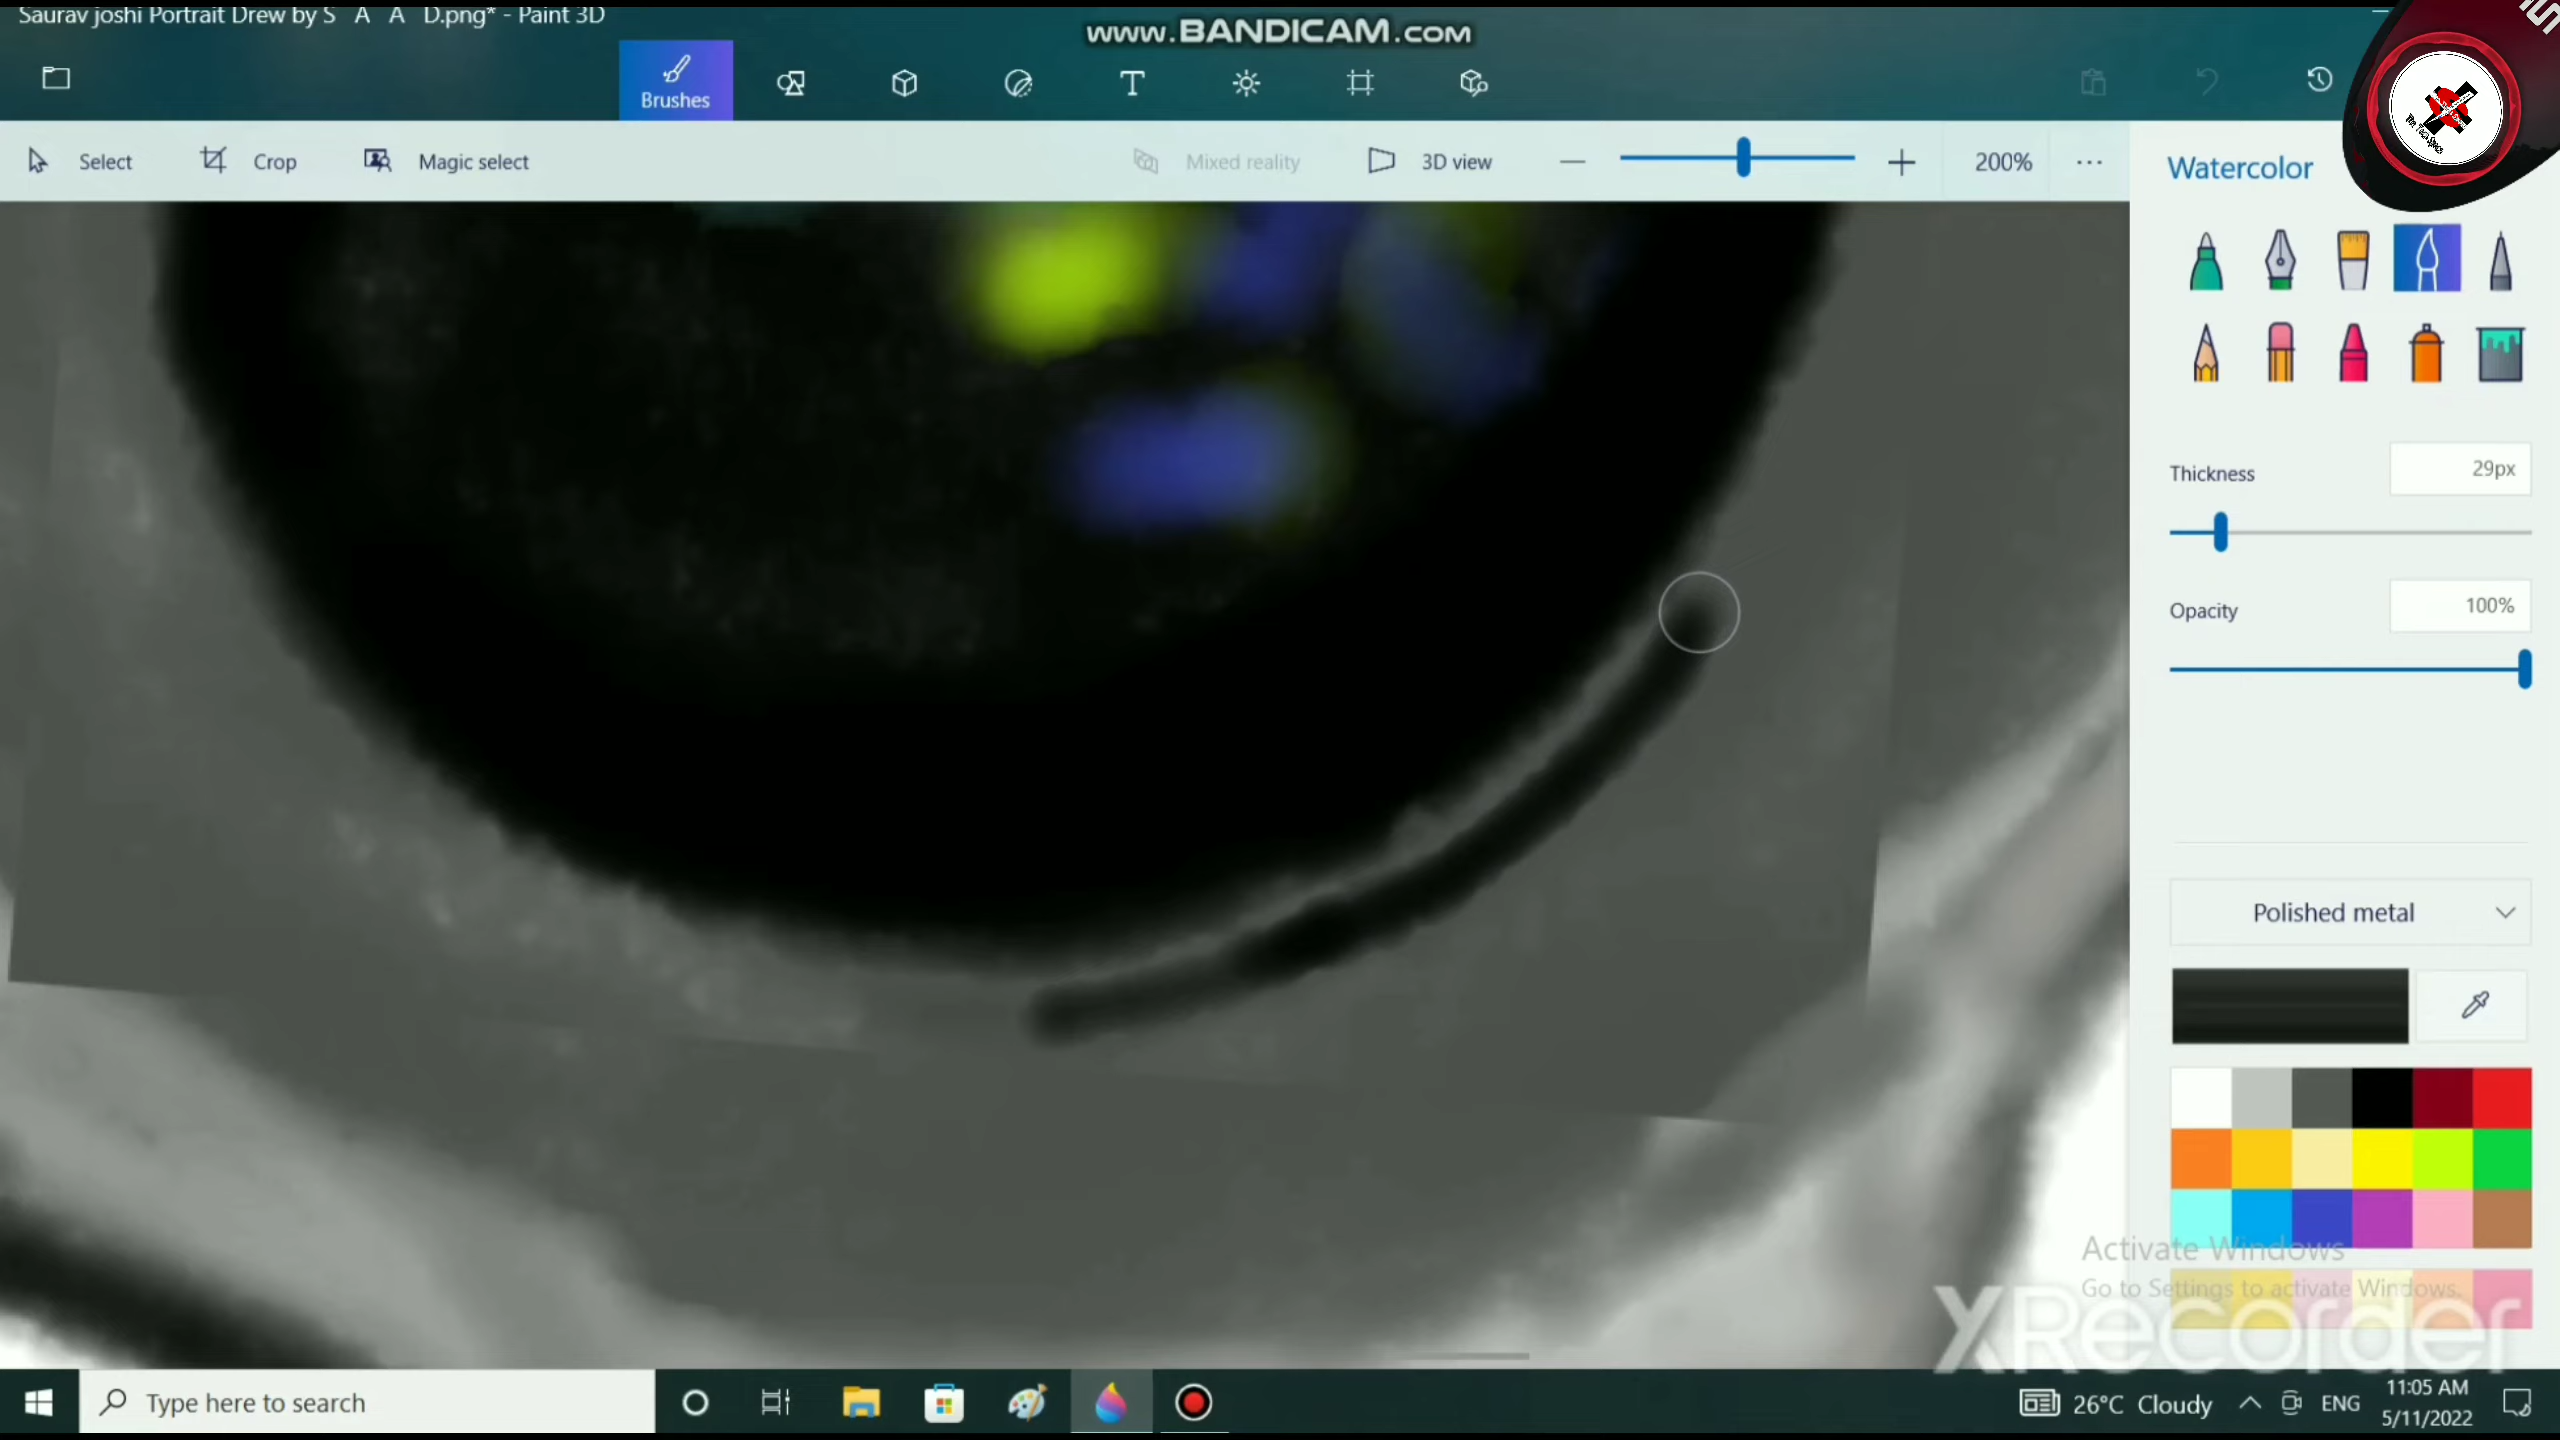 Saurav joshi Portrait Drew by S A A D.png* - Paint 3D
www.BANDICAM.com
Brushes
Select
Crop
Magic select
Mixed reality
3D view
200%
Watercolor
Thickness
29px
Opacity
100%
Polished metal
Activate Windows
Go to Settings to activate Windows.
XRecorder
Type here to search
26°C Cloudy
ENG
11:05 AM
5/11/2022